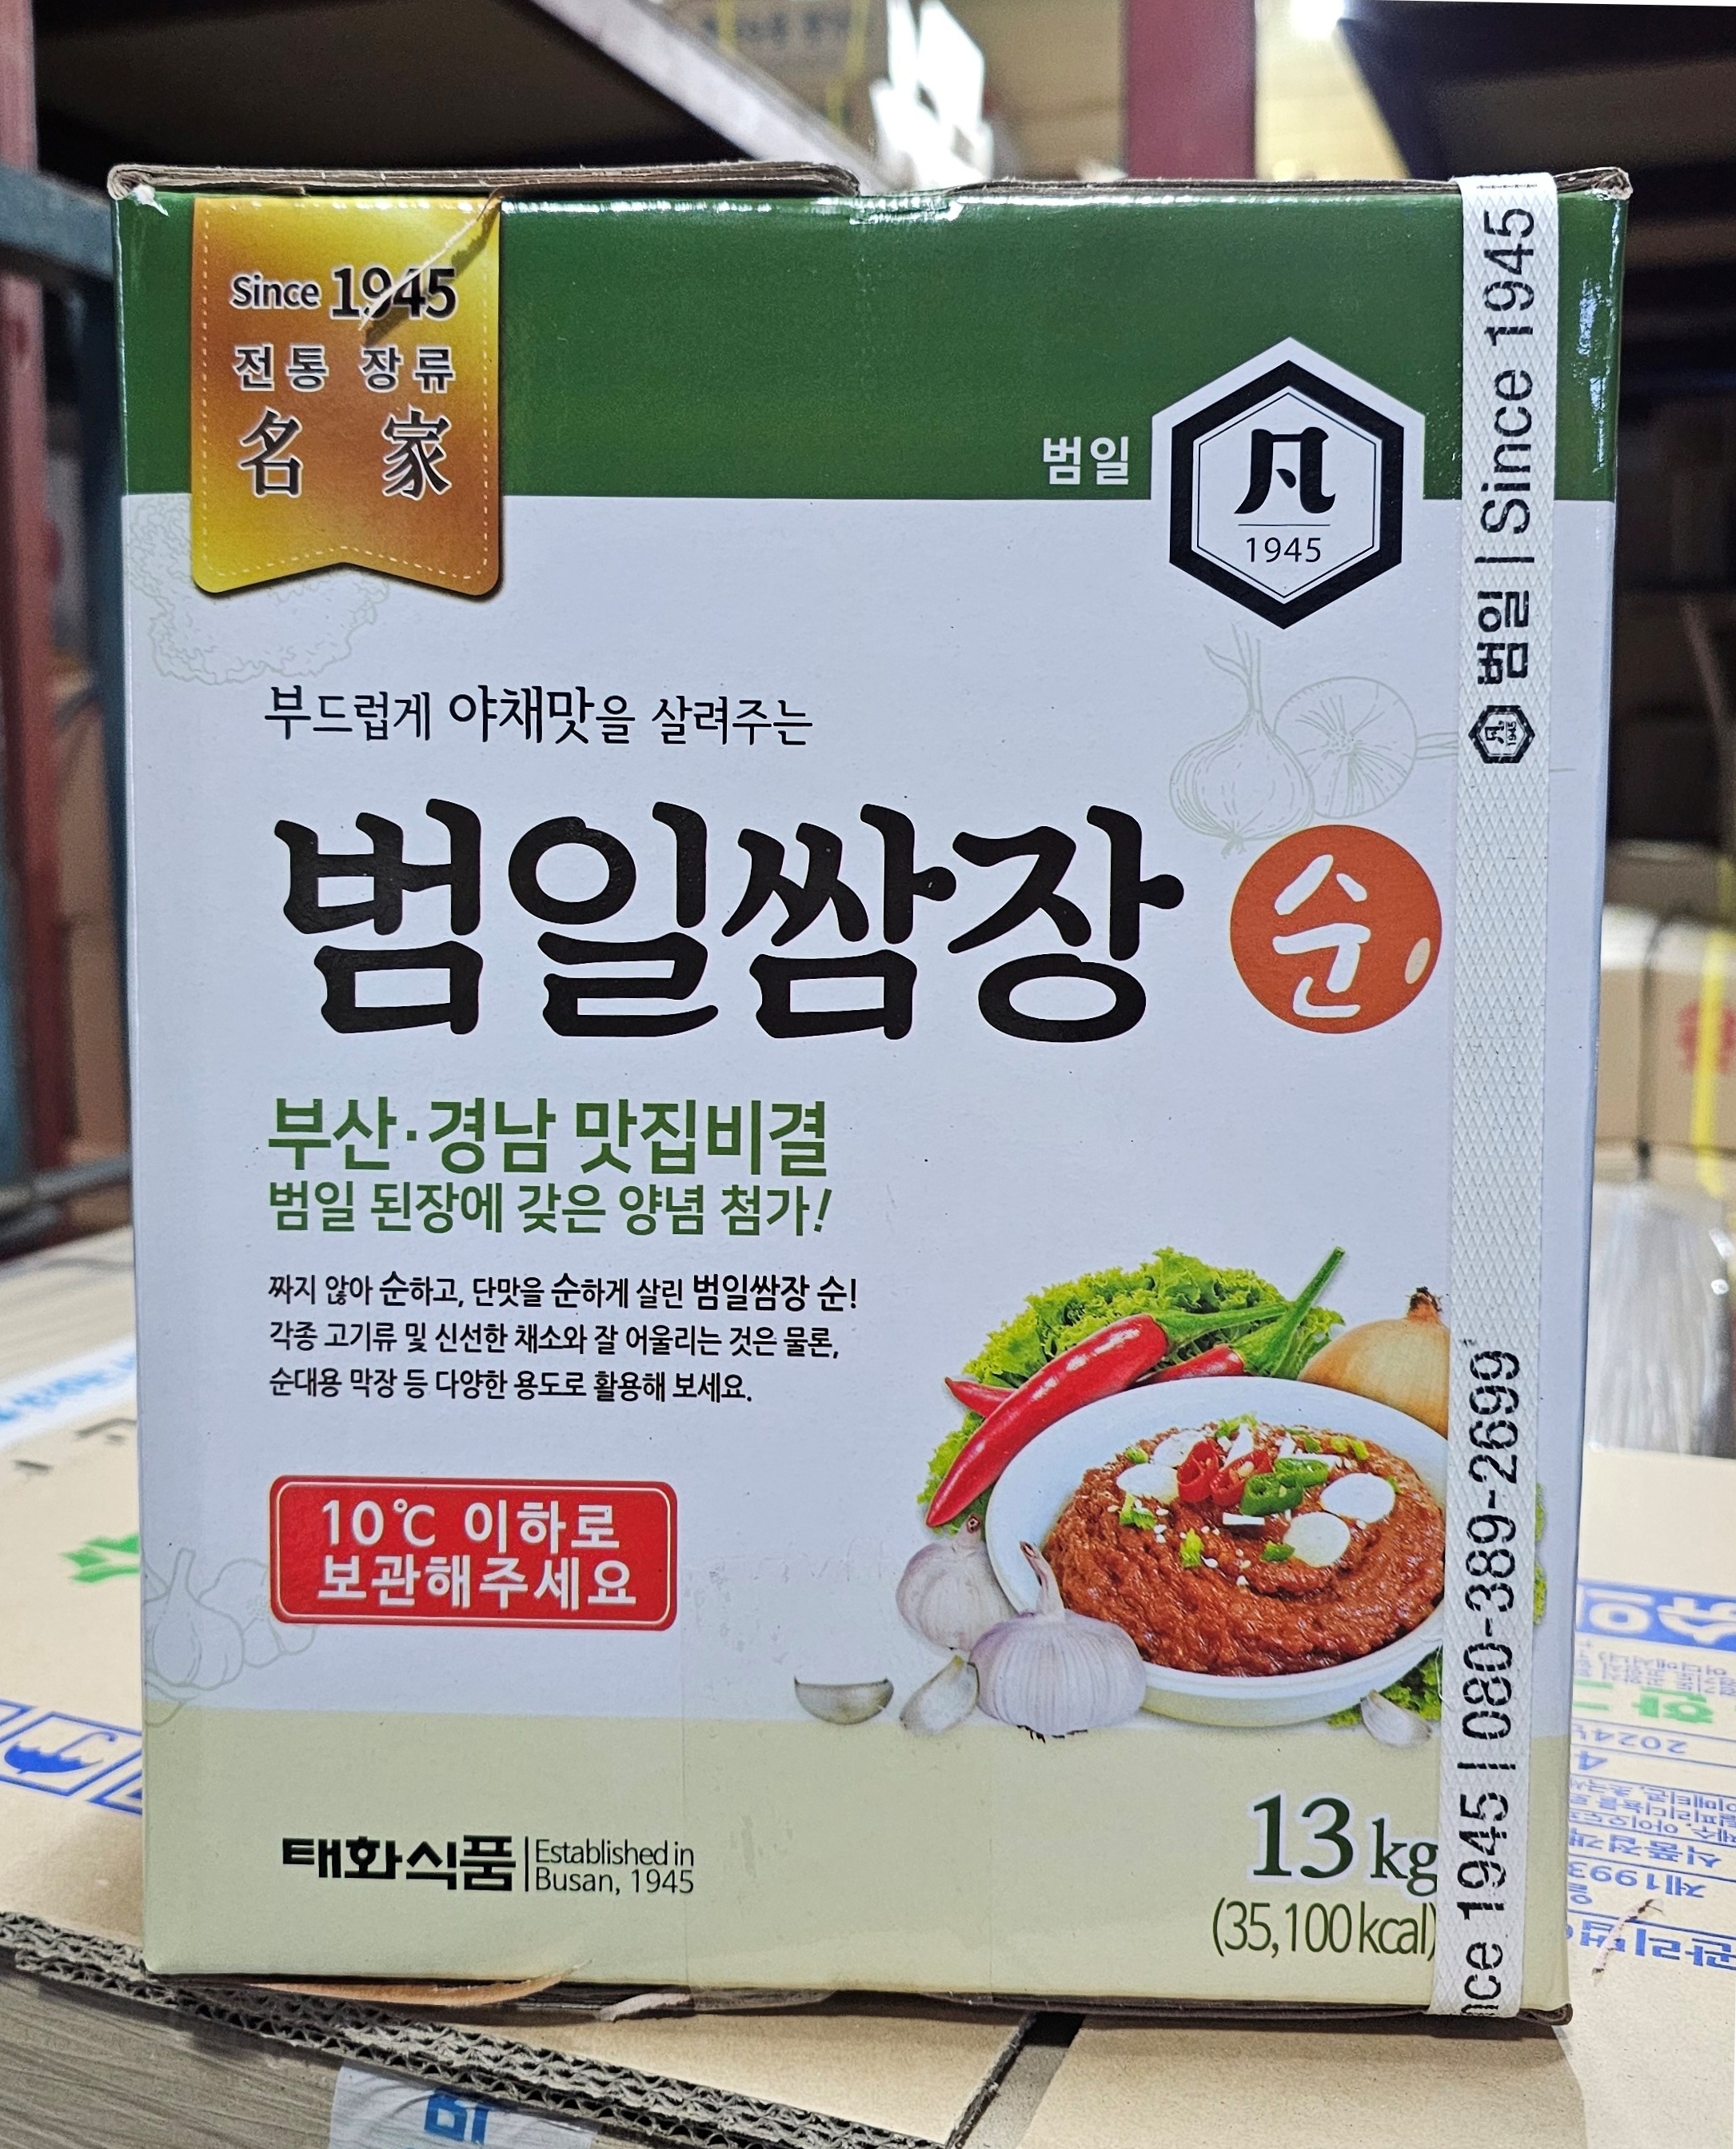 Since 1945
전통 장류
名家
범일
凡
1945
부드럽게 야채맛을 살려주는
범일쌈장 순
부산·경남 맛집비결
범일 된장에 갖은 양념 첨가!
짜지 않아 순하고, 단맛을 순하게 살린 범일쌈장 순!
각종 고기류 및 신선한 채소와 잘 어울리는 것은 물론,
순대용 막장 등 다양한 용도로 활용해 보세요.
10℃ 이하로
보관해주세요
태화식품
Established in
Busan, 1945
13 kg
(35,100 kcal)
범일 | Since 1945
nce 1945 | 080-389-2699